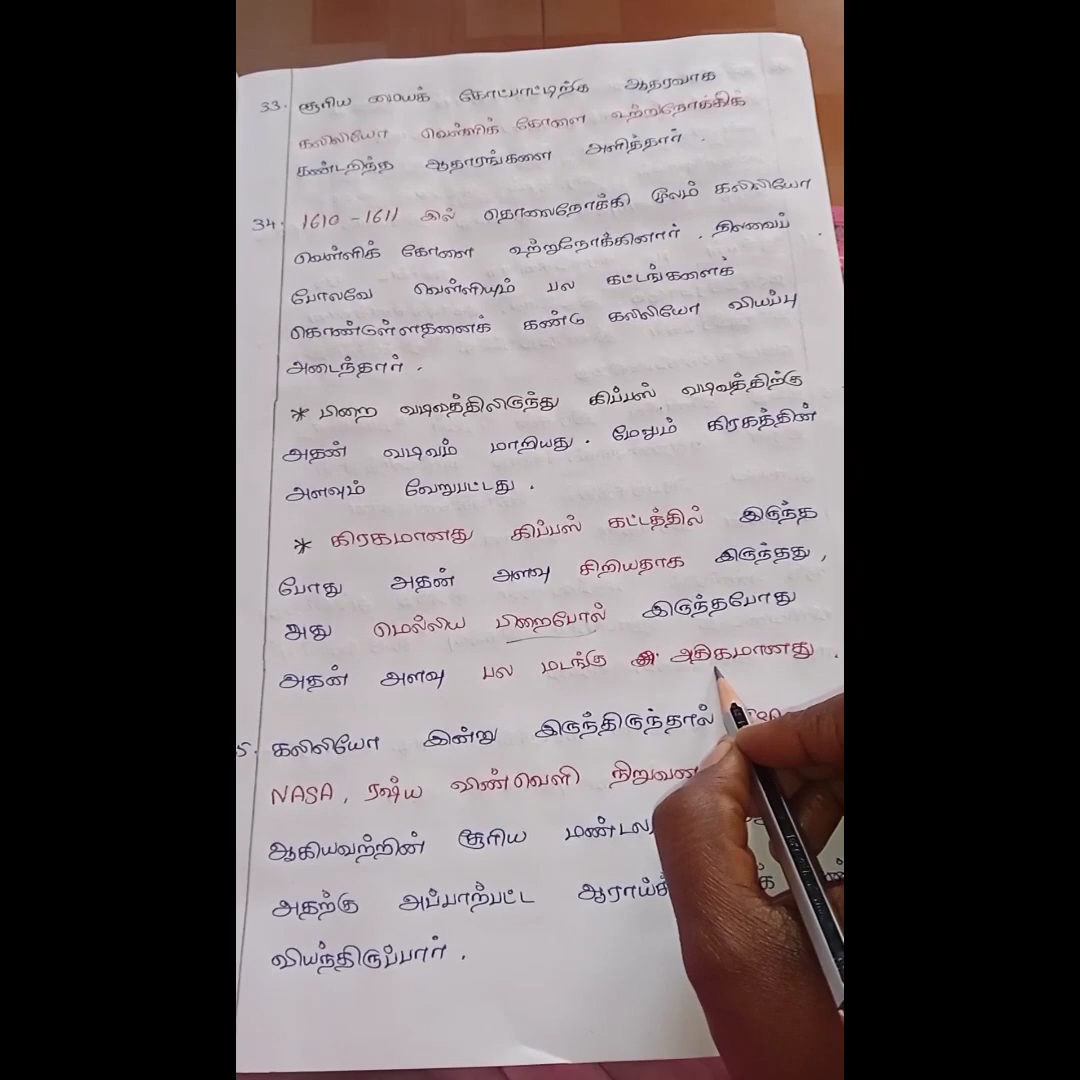 33. சூரிய மையக் கோட்பாட்டிற்கு ஆதரவாக
கலிலியோ வெள்ளிக் கோளை உற்றுநோக்கிக்
கண்டறிந்த ஆதாரங்களை அளித்தார்.
34. 1610 - 1611 இல் தொலைநோக்கி மூலம் கலிலியோ
வெள்ளிக் கோளை உற்றுநோக்கினார். நிலவைப்
போலவே வெள்ளியும் பல கட்டங்களைக்
கொண்டுள்ளதனைக் கண்டு கலிலியோ வியப்பு
அடைந்தார்.
* பிறை வடிவத்திலிருந்து கிப்பஸ் வடிவத்திற்கு
அதன் வடிவம் மாறியது. மேலும் கிரகத்தின்
அளவும் வேறுபட்டது.
* கிரகமானது கிப்பஸ் கட்டத்தில் இருந்த
போது அதன் அளவு சிறியதாக இருந்தது,
அது மெல்லிய பிறைபோல் இருந்தபோது
அதன் அளவு பல மடங்கு அதிகமானது.
5. கலிலியோ இன்று இருந்திருந்தால்
NASA, ரஷ்ய விண்வெளி
ஆகியவற்றின் சூரிய
அதற்கு அப்பாற்பட்ட
வியந்திருப்பார்.